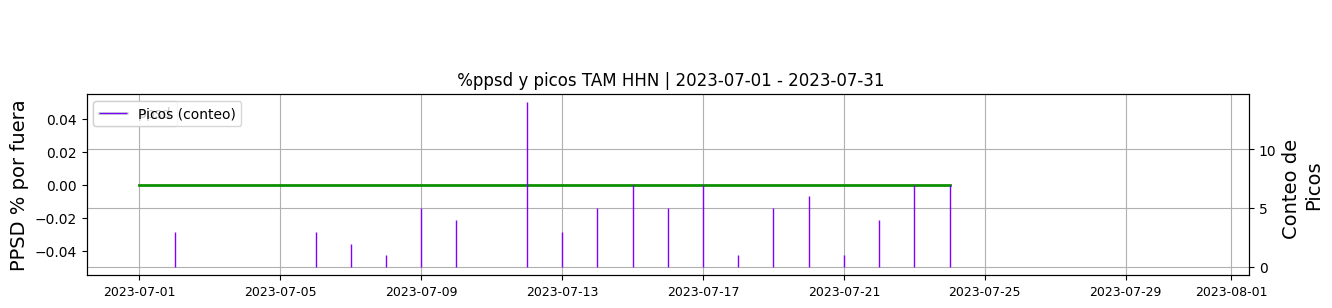 %ppsd y picos TAM HHN | 2023-07-01 - 2023-07-31
Picos (conteo)
PPSD % por fuera
0.04
0.02
0.00
−0.02
−0.04
10
5
0
Conteo de
Picos
2023-07-01 2023-07-05 2023-07-09 2023-07-13 2023-07-17 2023-07-21 2023-07-25 2023-07-29 2023-08-01